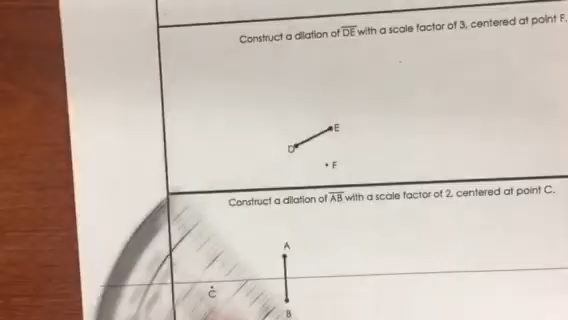 Construct a dilation of DE with a scale factor of 3, centered at point F.
E
D
F
Construct a dilation of AB with a scale factor of 2, centered at point C.
A
C
B